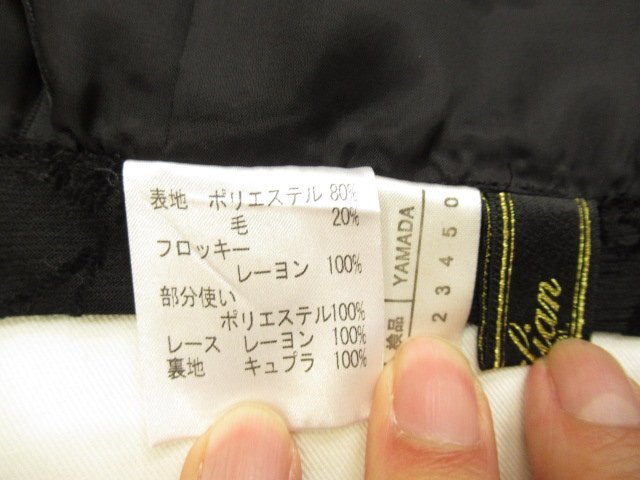 表地 ポリエステル 80%
毛 20%
フロッキー
レーヨン 100%
部分使い
ポリエステル100%
レース レーヨン 100%
裏地 キュプラ 100%
検品 YAMADA
2 3 4 5 0